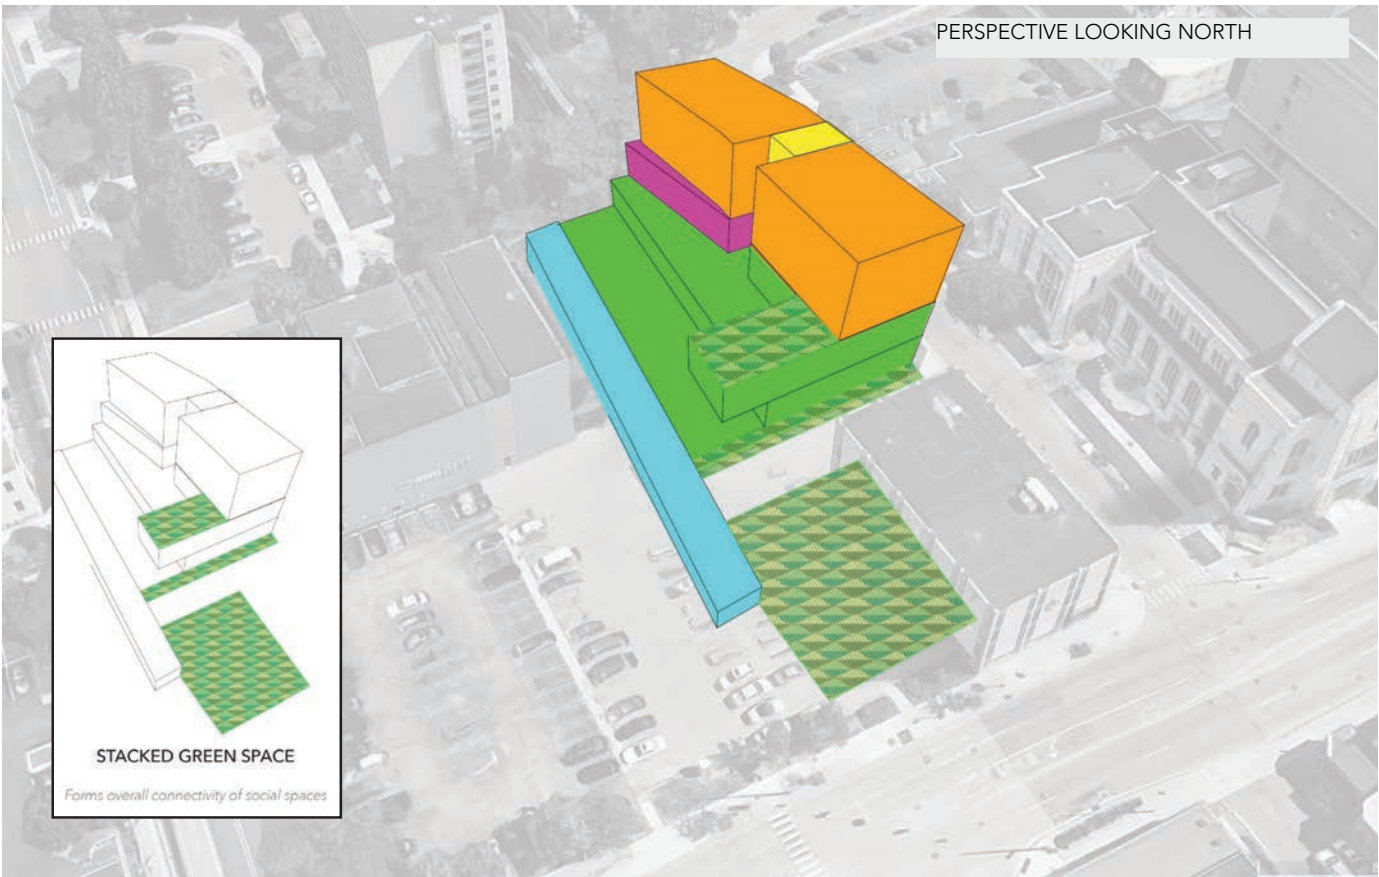 PERSPECTIVE LOOKING NORTH
STACKED GREEN SPACE
Forms overall connectivity of social spaces